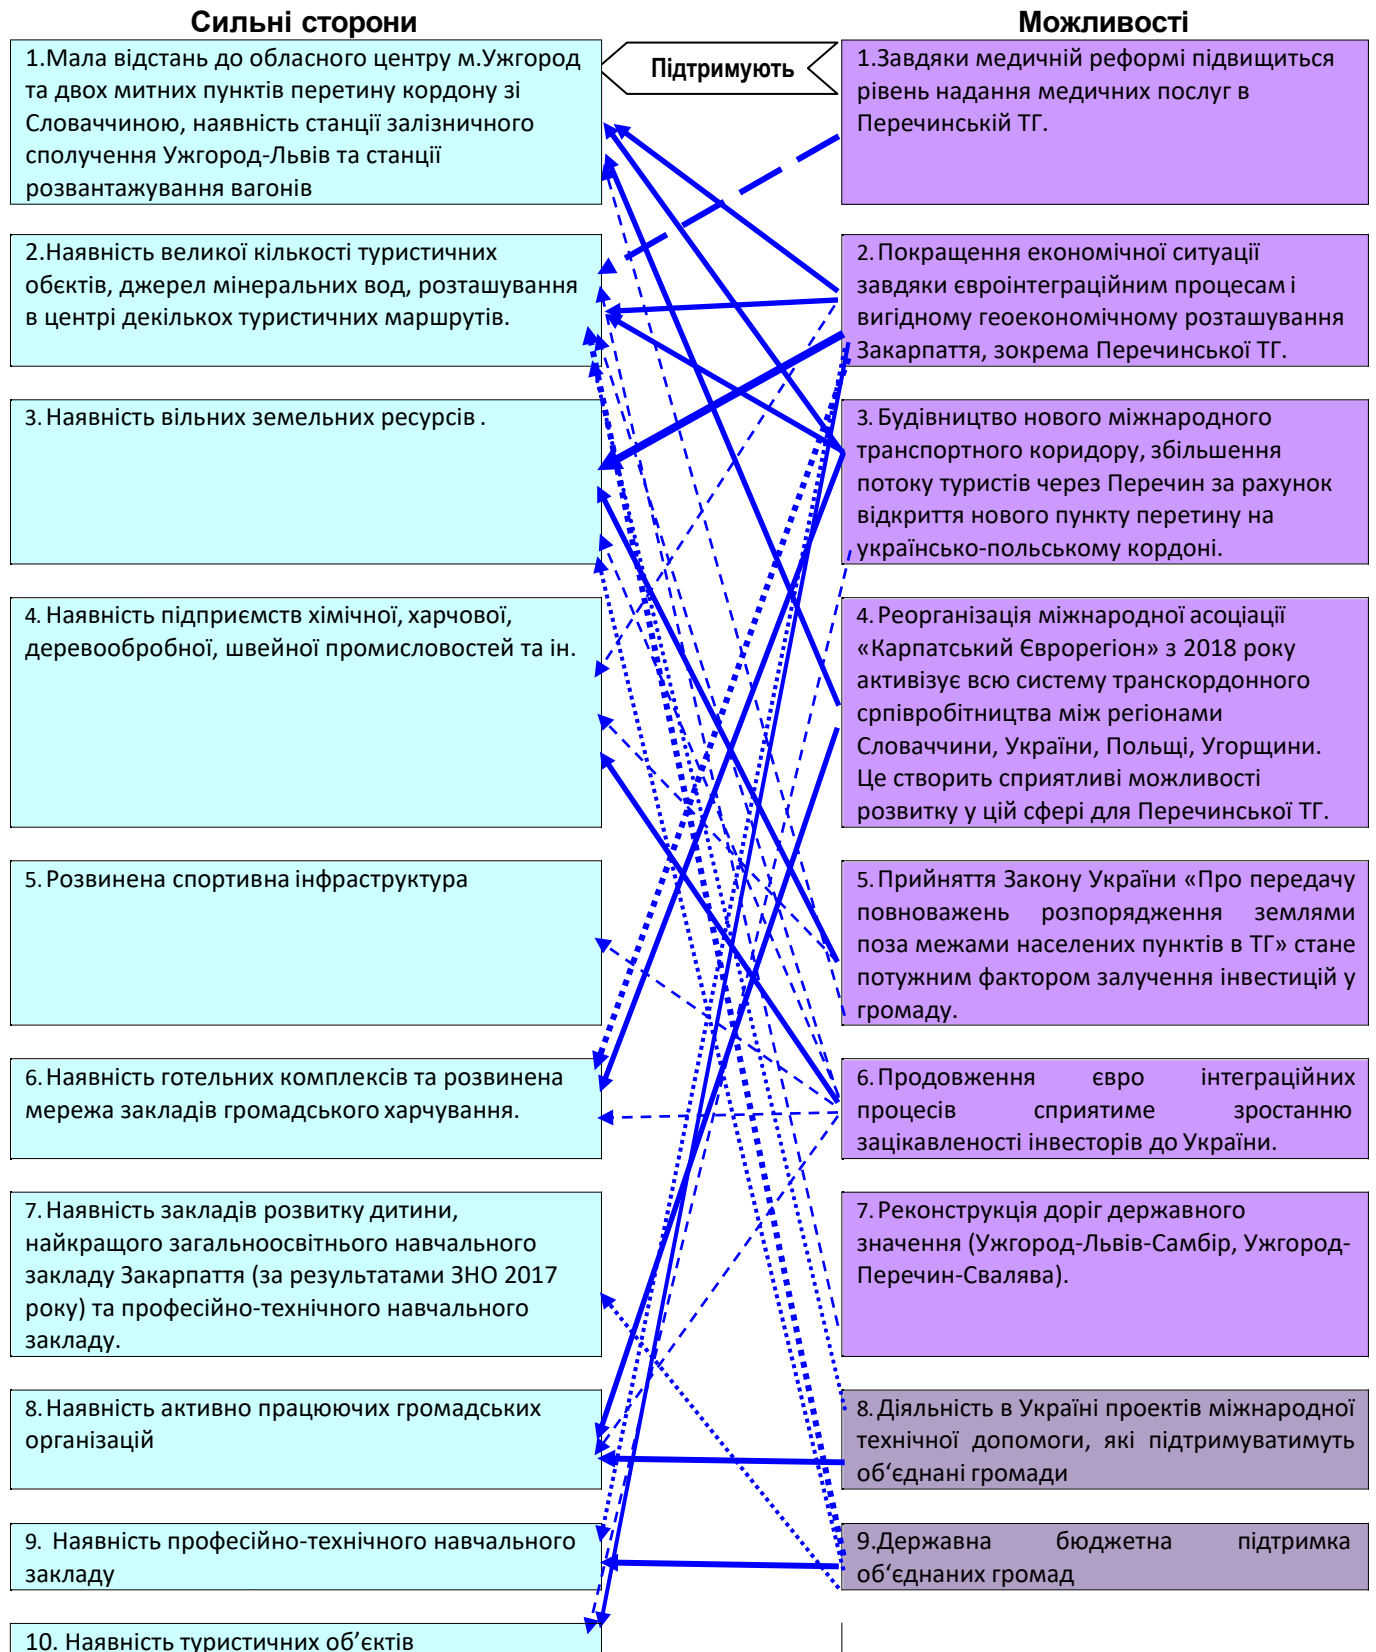 Сильні сторони
1.Мала відстань до обласного центру м.Ужгород
та двох митних пунктів перетину кордону зі
Словаччиною, наявність станції залізничного
сполучення Ужгород-Львів та станції
розвантажування вагонів
2.Наявність великої кількості туристичних
обєктів, джерел мінеральних вод, розташування
в центрі декількох туристичних маршрутів.
3. Наявність вільних земельних ресурсів .
4. Наявність підприємств хімічної, харчової,
деревообробної, швейної промисловостей та ін.
5. Розвинена спортивна інфраструктура
6. Наявність готельних комплексів та розвинена
мережа закладів громадського харчування.
7. Наявність закладів розвитку дитини,
найкращого загальноосвітнього навчального
закладу Закарпаття (за результатами ЗНО 2017
року) та професійно-технічного навчального
закладу.
8. Наявність активно працюючих громадських
організацій
9. Наявність професійно-технічного навчального
закладу
10. Наявність туристичних об’єктів
Підтримують
Можливості
1.Завдяки медичній реформі підвищиться
рівень надання медичних послуг в
Перечинській ТГ.
2. Покращення економічної ситуації
завдяки євроінтеграційним процесам і
вигідному геоекономічному розташування
Закарпаття, зокрема Перечинської ТГ.
3. Будівництво нового міжнародного
транспортного коридору, збільшення
потоку туристів через Перечин за рахунок
відкриття нового пункту перетину на
українсько-польському кордоні.
4. Реорганізація міжнародної асоціації
«Карпатський Єврорегіон» з 2018 року
активізує всю систему транскордонного
српівробітництва між регіонами
Словаччини, України, Польщі, Угорщини.
Це створить сприятливі можливості
розвитку у цій сфері для Перечинської ТГ.
5. Прийняття Закону України «Про передачу
повноважень розпорядження землями
поза межами населених пунктів в ТГ» стане
потужним фактором залучення інвестицій у
громаду.
6. Продовження євро інтеграційних
процесів сприятиме зростанню
зацікавленості інвесторів до України.
7. Реконструкція доріг державного
значення (Ужгород-Львів-Самбір, Ужгород-
Перечин-Свалява).
8. Діяльність в Україні проектів міжнародної
технічної допомоги, які підтримуватимуть
об‘єднані громади
9.Державна бюджетна підтримка
об‘єднаних громад